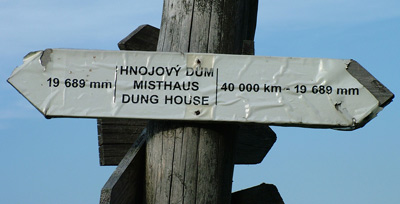 19 689 mm
HNOJOVÝ DŮM
MISTHAUS
DUNG HOUSE
40 000 km - 19 689 mm